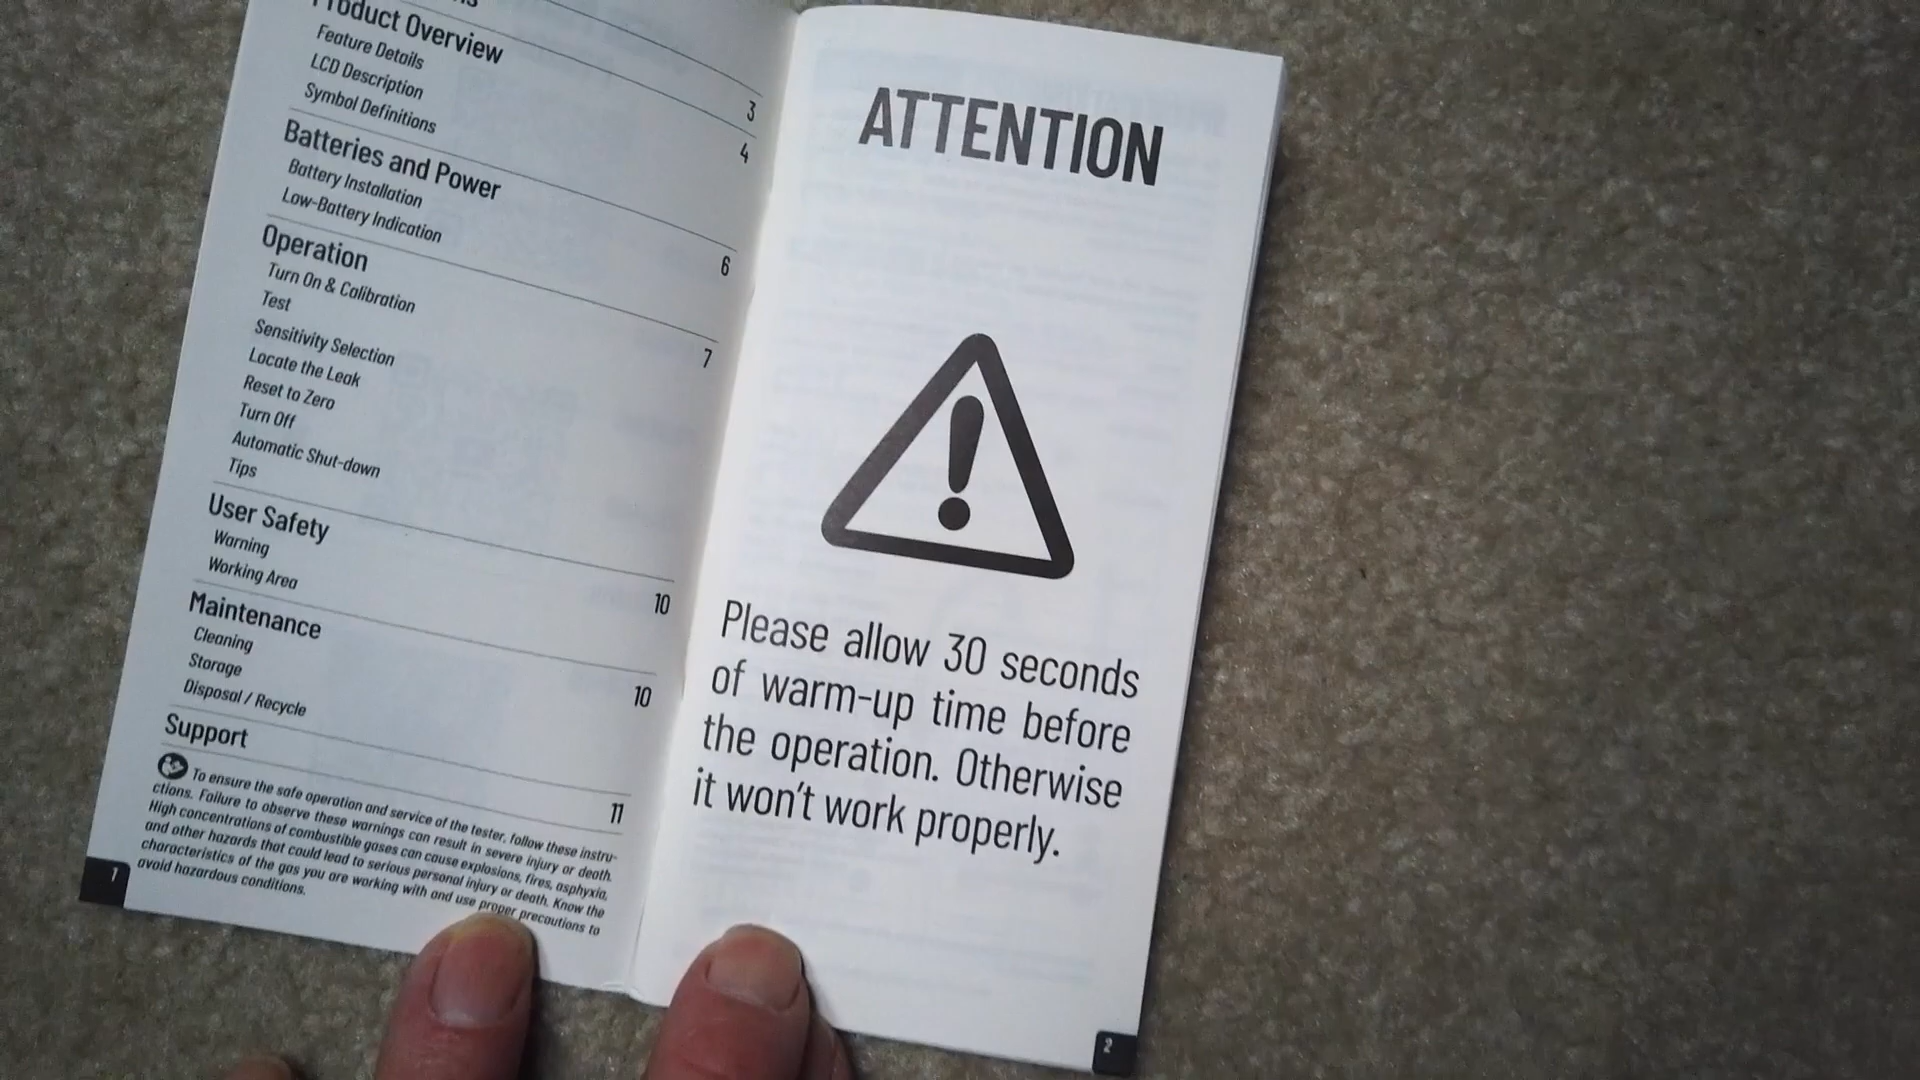 Product Overview
3
Feature Details
LCD Description
Symbol Definitions
4
Batteries and Power
6
Battery Installation
Low-Battery Indication
Operation
7
Turn On & Calibration
Test
Sensitivity Selection
Locate the Leak
Reset to Zero
Turn Off
Automatic Shut-down
Tips
User Safety
10
Warning
Working Area
Maintenance
10
Cleaning
Storage
Disposal / Recycle
Support
11
To ensure the safe operation and service of the tester, follow these instru-
ctions. Failure to observe these warnings can result in severe injury or death.
High concentrations of combustible gases can cause explosions, fires, asphyxia,
and other hazards that could lead to serious personal injury or death. Know the
characteristics of the gas you are working with and use proper precautions to
avoid hazardous conditions.
1
ATTENTION
Please allow 30 seconds
of warm-up time before
the operation. Otherwise
it won't work properly.
2